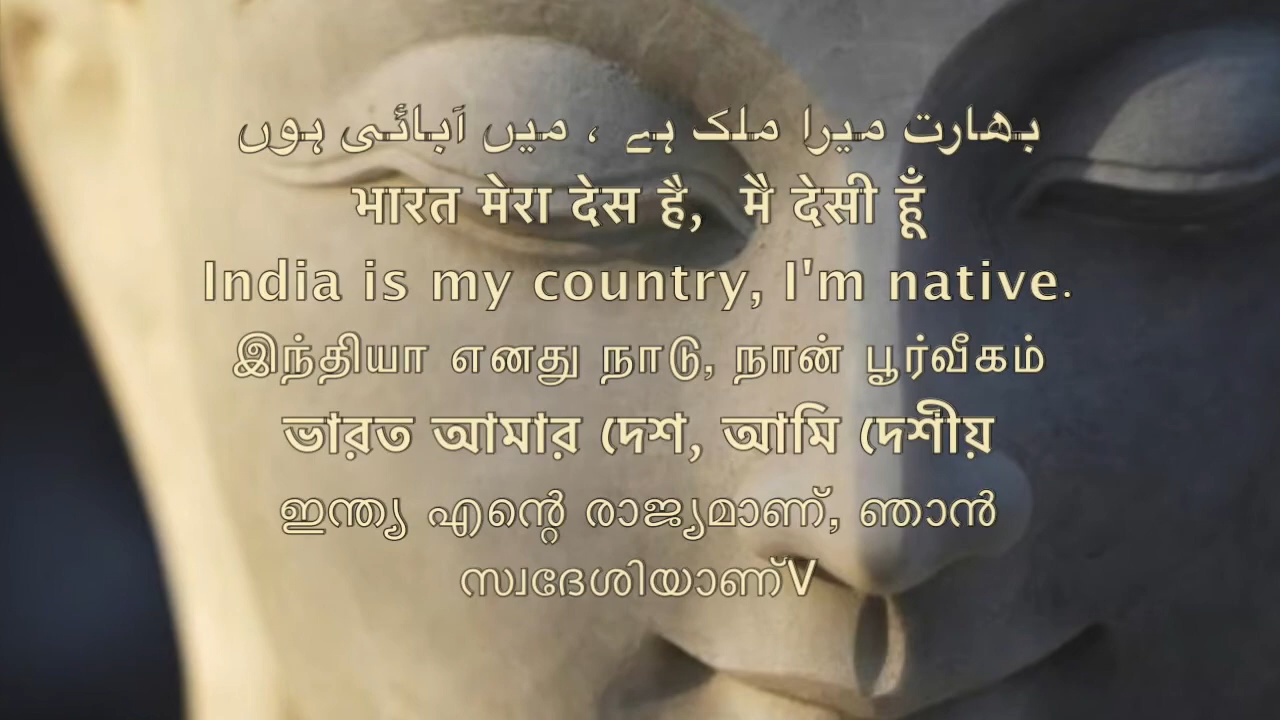 بھارت میرا ملک ہے ، میں آبائی ہوں
भारत मेरा देस है, मै देसी हूँ
India is my country, I'm native.
இந்தியா எனது நாடு, நான் பூர்வீகம்
ভারত আমার দেশ, আমি দেশীয়
ഇന്ത്യ എന്റെ രാജ്യമാണ്, ഞാൻ
സ്വദേശിയാണ്V